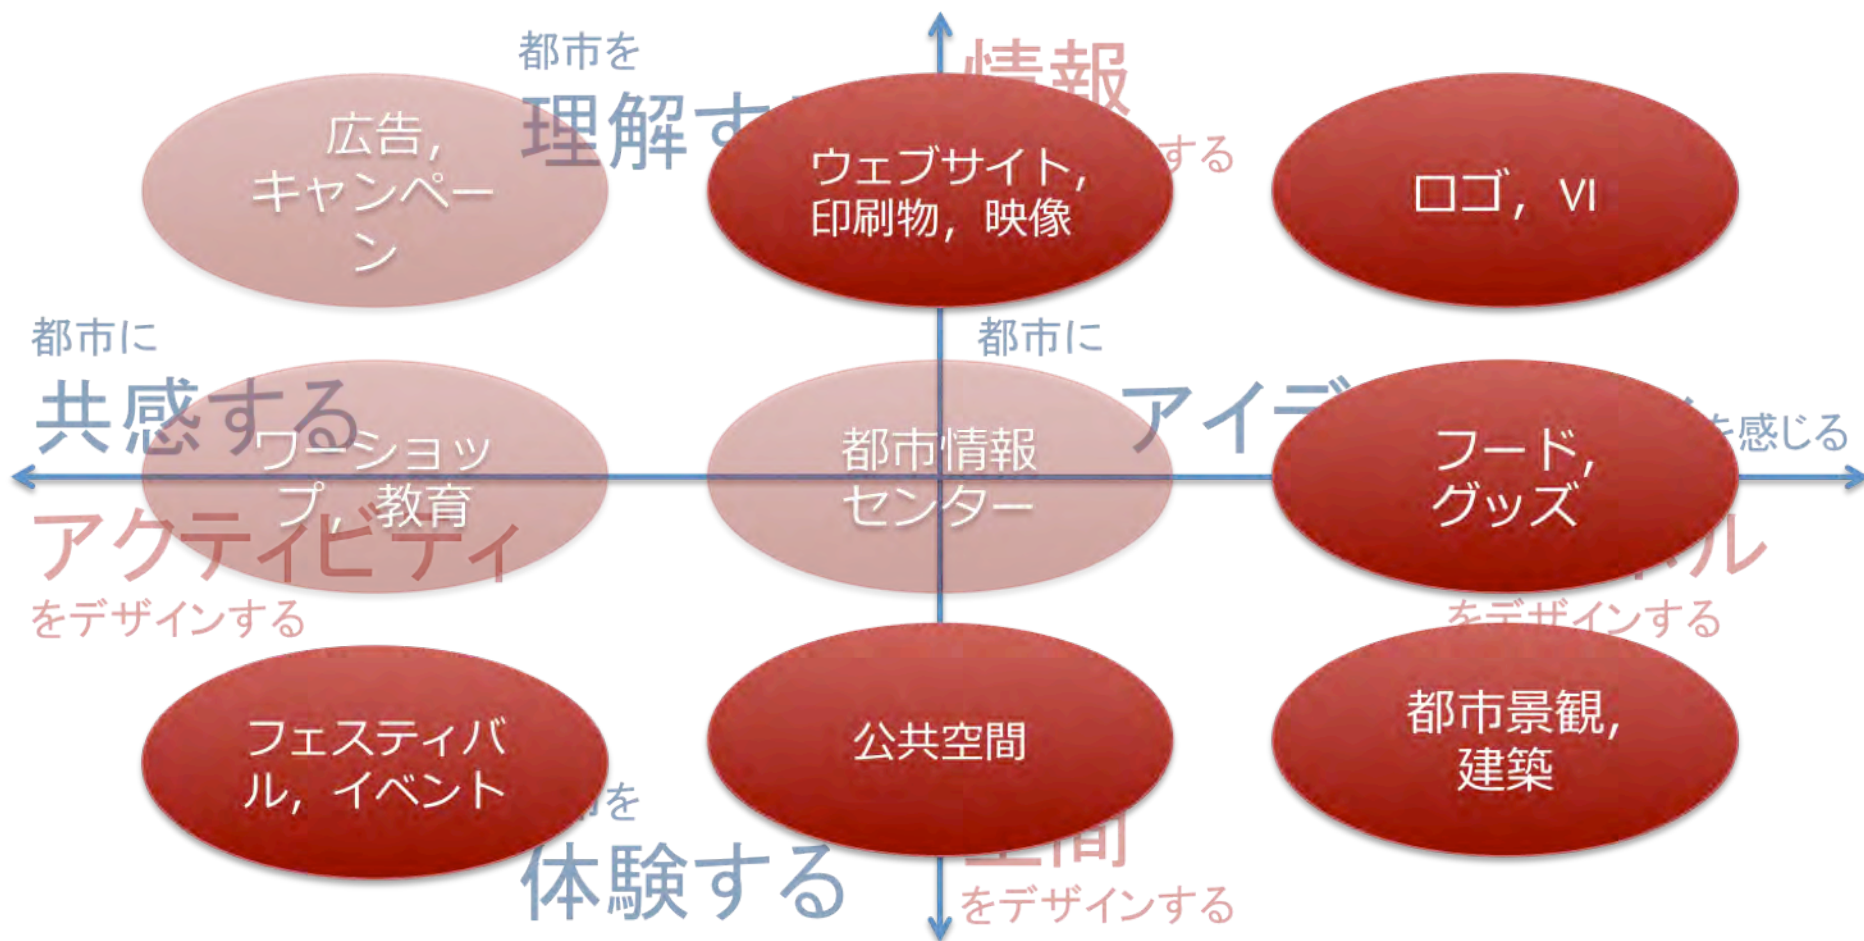 都市を
理解す
情報
する
広告,
キャンペー
ン
ウェブサイト,
印刷物, 映像
ロゴ, VI
都市に
共感する
都市に
アイデ
を感じる
ワーショッ
プ, 教育
都市情報
センター
フード,
グッズ
アクティビティ
をデザインする
ル
をデザインする
フェスティバ
ル, イベント
公共空間
都市景観,
建築
市を
体験する
空間
をデザインする